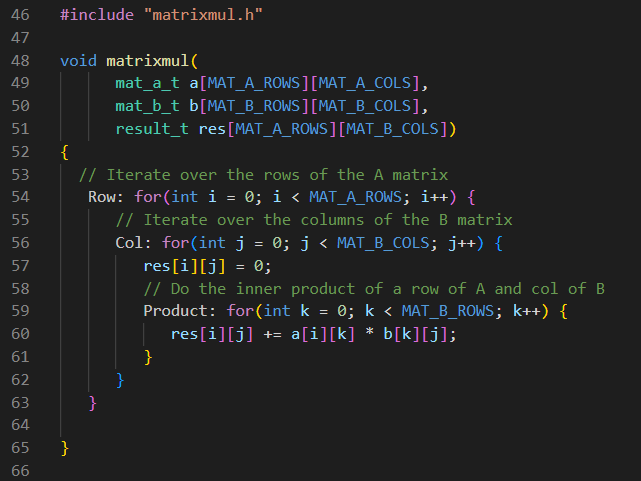 46 #include "matrixmul.h"
47
48 void matrixmul(
49 mat_a_t a[MAT_A_ROWS][MAT_A_COLS],
50 mat_b_t b[MAT_B_ROWS][MAT_B_COLS],
51 result_t res[MAT_A_ROWS][MAT_B_COLS])
52 {
53 // Iterate over the rows of the A matrix
54 Row: for(int i = 0; i < MAT_A_ROWS; i++) {
55 // Iterate over the columns of the B matrix
56 Col: for(int j = 0; j < MAT_B_COLS; j++) {
57 res[i][j] = 0;
58 // Do the inner product of a row of A and col of B
59 Product: for(int k = 0; k < MAT_B_ROWS; k++) {
60 res[i][j] += a[i][k] * b[k][j];
61 }
62 }
63 }
64
65 }
66